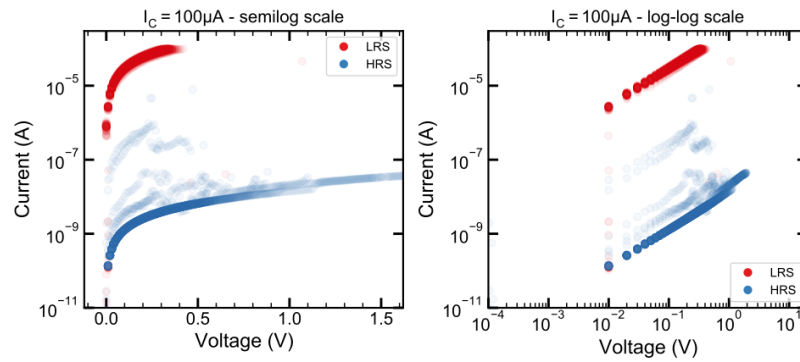 I_C = 100μA - semilog scale
LRS
HRS
Current (A)
10^-5
10^-7
10^-9
10^-11
0.0 0.5 1.0 1.5
Voltage (V)
I_C = 100μA - log-log scale
Current (A)
10^-5
10^-7
10^-9
10^-11
LRS
HRS
10^-4 10^-3 10^-2 10^-1 10^0 10^1
Voltage (V)